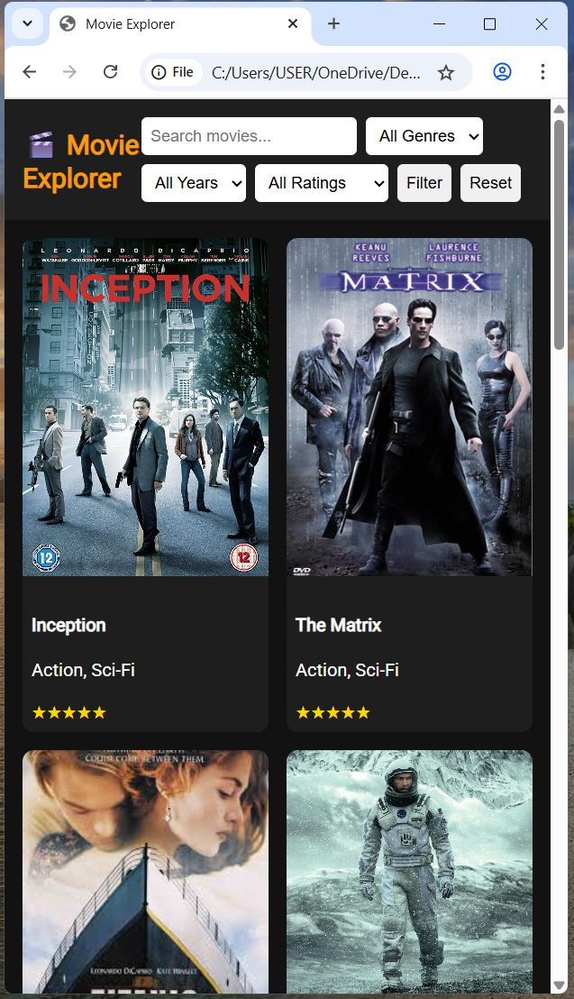 Movie Explorer
File
C:/Users/USER/OneDrive/De...
🎬 Movie
Explorer
Search movies...
All Genres
All Years
All Ratings
Filter
Reset
LEONARDO DICAPRIO
INCEPTION
12
12
KEANU
REEVES
LAURENCE
FISHBURNE
MATRIX
DVD
Inception
Action, Sci-Fi
★★★★★
The Matrix
Action, Sci-Fi
★★★★★
COULD COME BETWEEN THEM.
LEONARDO DICAPRIO KATE WINSLET